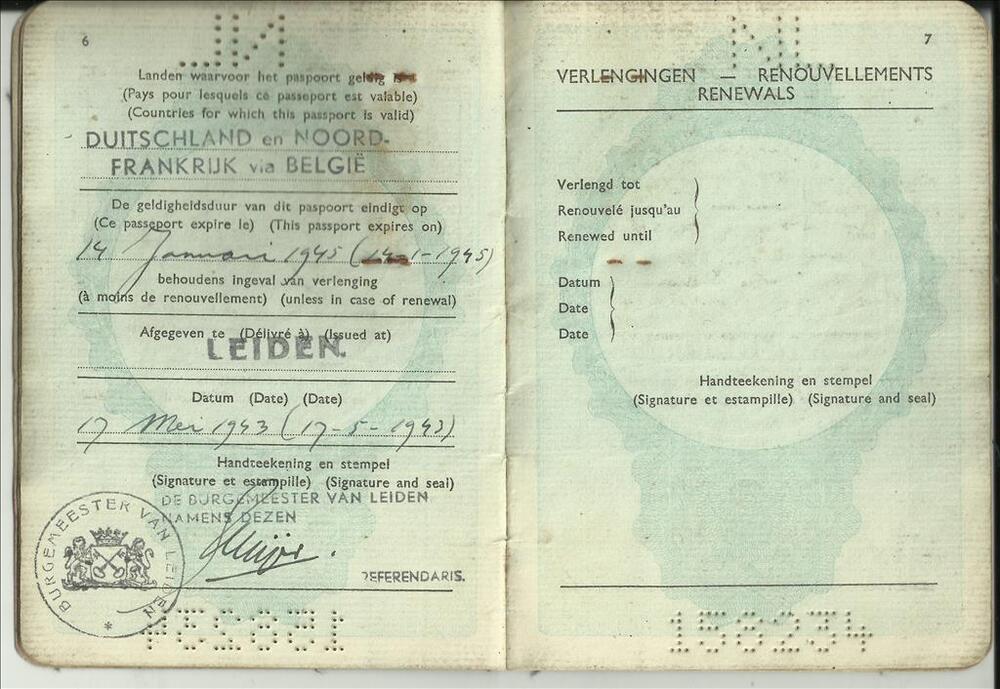 6
NL
Landen waarvoor het paspoort geldig is
(Pays pour lesquels ce passeport est valable)
(Countries for which this passport is valid)
DUITSCHLAND en NOORD-
FRANKRIJK via BELGIË
De geldigheidsduur van dit paspoort eindigt op
(Ce passeport expire le) (This passport expires on)
14 Januari 1945 (14-1-1945)
behoudens ingeval van verlenging
(à moins de renouvellement) (unless in case of renewal)
Afgegeven te (Délivré à) (Issued at)
LEIDEN.
Datum (Date) (Date)
17 Mei 1943 (17-5-1943)
Handteekening en stempel
(Signature et estampille) (Signature and seal)
DE BURGEMEESTER VAN LEIDEN
NAMENS DEZEN
REFERENDARIS.
BURGEMEESTER VAN LEIDEN
156234
7
NL
VERLENGINGEN — RENOUVELLEMENTS
RENEWALS
Verlengd tot
Renouvelé jusqu'au
Renewed until
Datum
Date
Date
Handteekening en stempel
(Signature et estampille) (Signature and seal)
156234